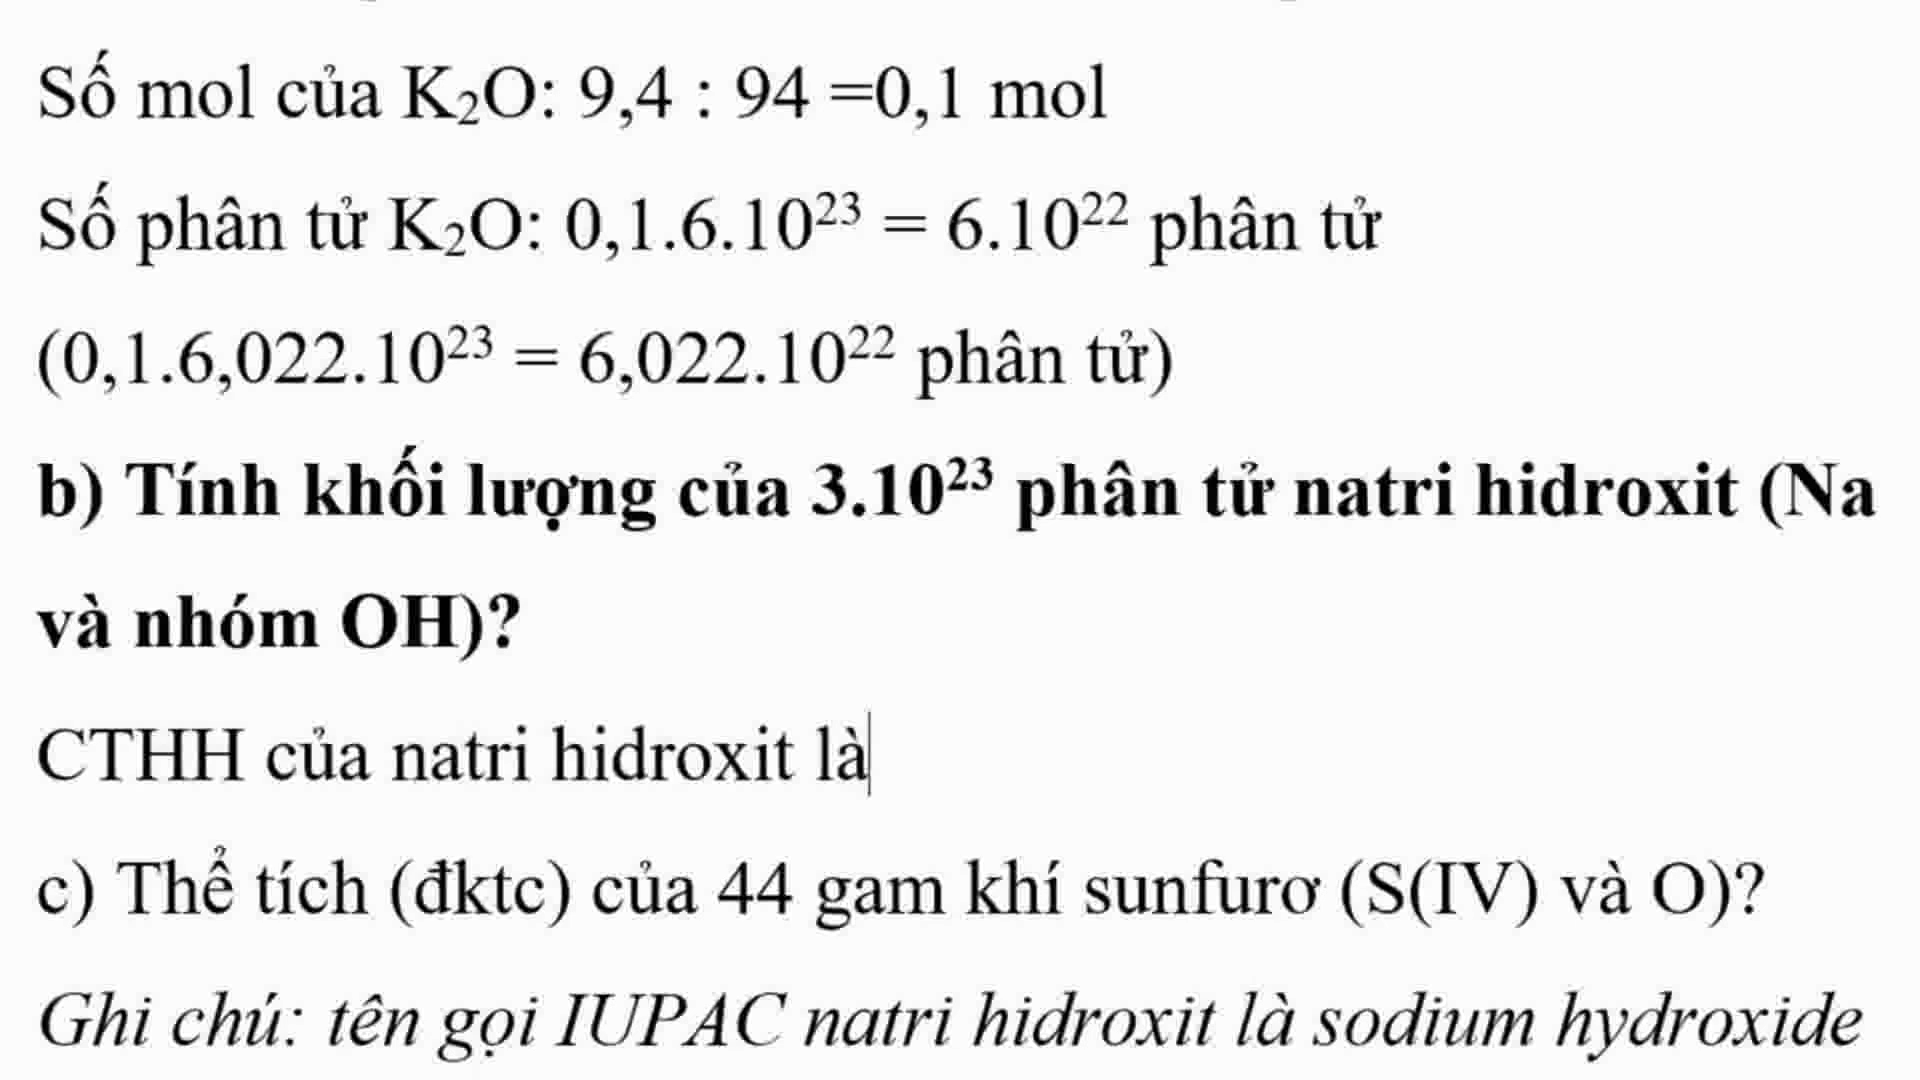 Số mol của K₂O: 9,4 : 94 =0,1 mol
Số phân tử K₂O: 0,1.6.10²³ = 6.10²² phân tử
(0,1.6,022.10²³ = 6,022.10²² phân tử)
b) Tính khối lượng của 3.10²³ phân tử natri hidroxit (Na
và nhóm OH)?
CTHH của natri hidroxit là
c) Thể tích (đktc) của 44 gam khí sunfurơ (S(IV) và O)?
Ghi chú: tên gọi IUPAC natri hidroxit là sodium hydroxide